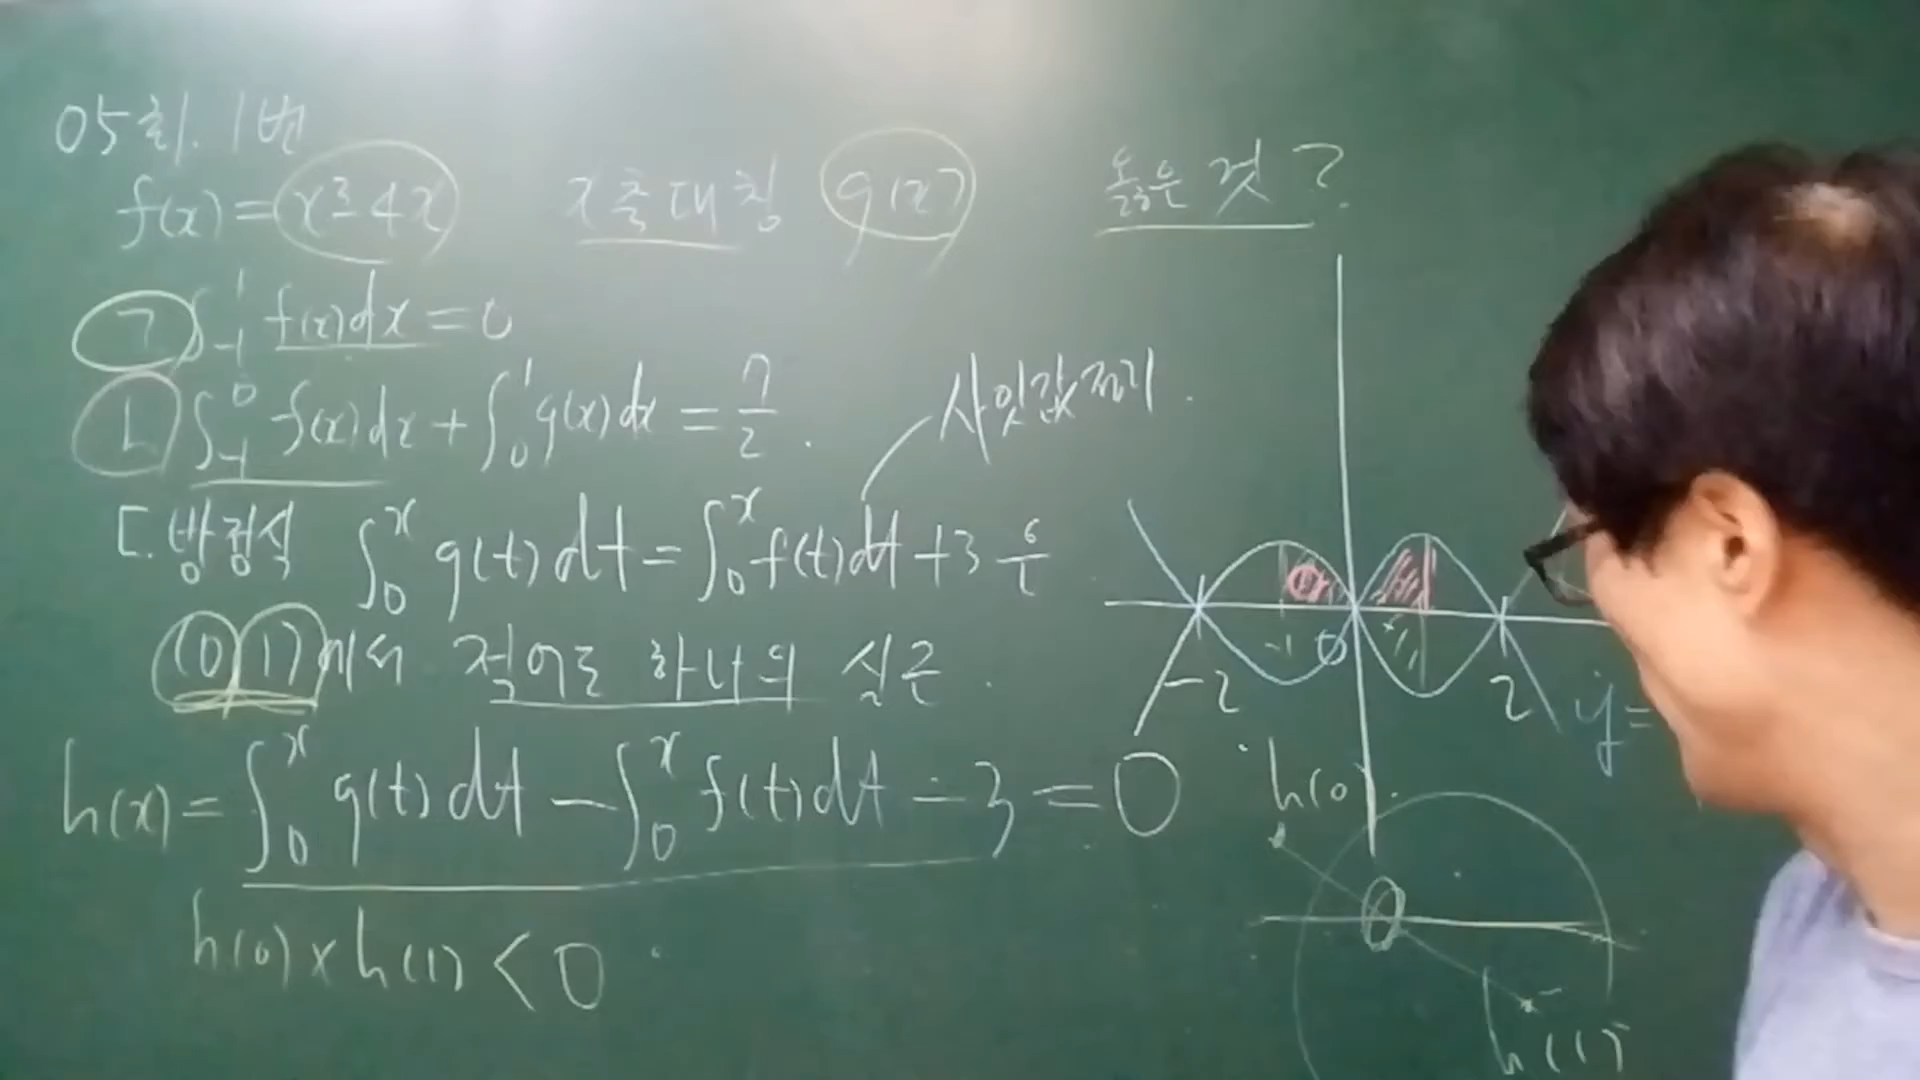 05회. 1번
f(x) = x³-4x x축대칭 g(x) 옳은 것?
ㄱ ∫₋₁¹ f(x)dx = 0
ㄴ ∫₋₁⁰ f(x)dx + ∫₀¹ g(x)dx = 7/2 .
사잇값정리 .
ㄷ. 방정식 ∫₀ˣ g(t)dt = ∫₀ˣ f(t)dt + 3
(0, 1)에서 적어도 하나의 실근 .
h(x) = ∫₀ˣ g(t)dt - ∫₀ˣ f(t)dt - 3 = 0
h(0) × h(1) < 0
-2 -1 0 1 2 y=
h(0)
h(1)